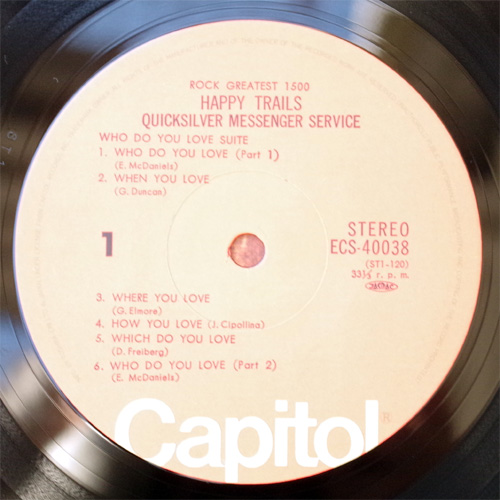 ROCK GREATEST 1500
HAPPY TRAILS
QUICKSILVER MESSENGER SERVICE
WHO DO YOU LOVE SUITE
1. WHO DO YOU LOVE (Part 1)
(E. McDaniels)
2. WHEN YOU LOVE
(G. Duncan)
1
STEREO
ECS-40038
(ST1-120)
33⅓ r. p. m.
3. WHERE YOU LOVE
(G. Elmore)
4. HOW YOU LOVE (J. Cipollina)
5. WHICH DO YOU LOVE
(D. Freiberg)
6. WHO DO YOU LOVE (Part 2)
(E. McDaniels)
Capitol